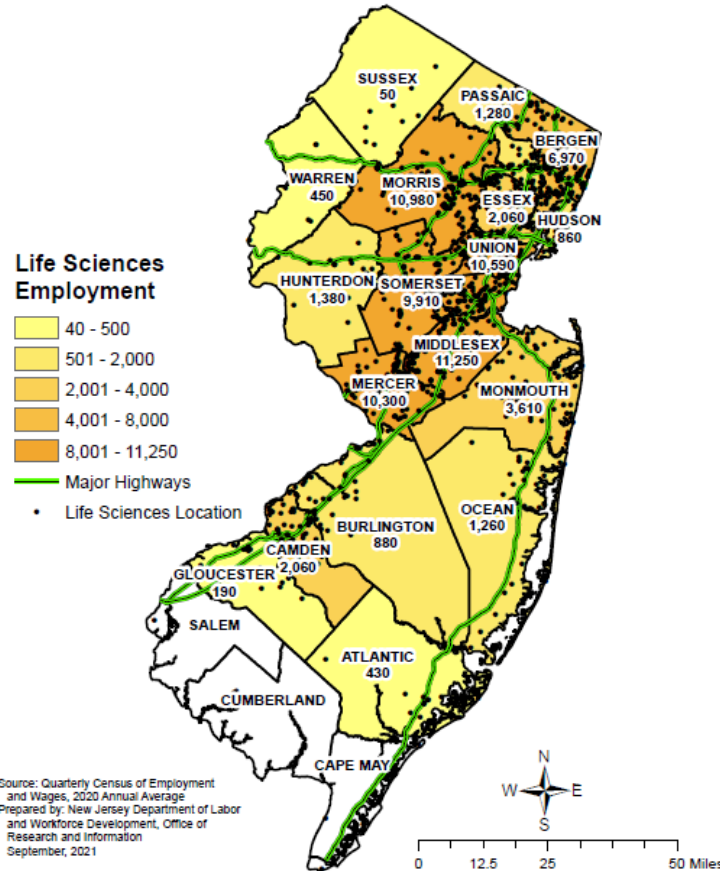 SUSSEX
50
PASSAIC
1,280
BERGEN
6,970
WARREN
450
MORRIS
10,980
ESSEX
2,060
HUDSON
860
UNION
10,590
HUNTERDON
1,380
SOMERSET
9,910
MIDDLESEX
11,250
MERCER
10,300
MONMOUTH
3,610
Life Sciences
Employment
40 - 500
501 - 2,000
2,001 - 4,000
4,001 - 8,000
8,001 - 11,250
Major Highways
Life Sciences Location
OCEAN
1,260
BURLINGTON
880
CAMDEN
2,060
GLOUCESTER
190
SALEM
ATLANTIC
430
CUMBERLAND
CAPE MAY
Source: Quarterly Census of Employment
and Wages, 2020 Annual Average
Prepared by: New Jersey Department of Labor
and Workforce Development, Office of
Research and Information
September, 2021
N
W E
S
0 12.5 25 50 Miles